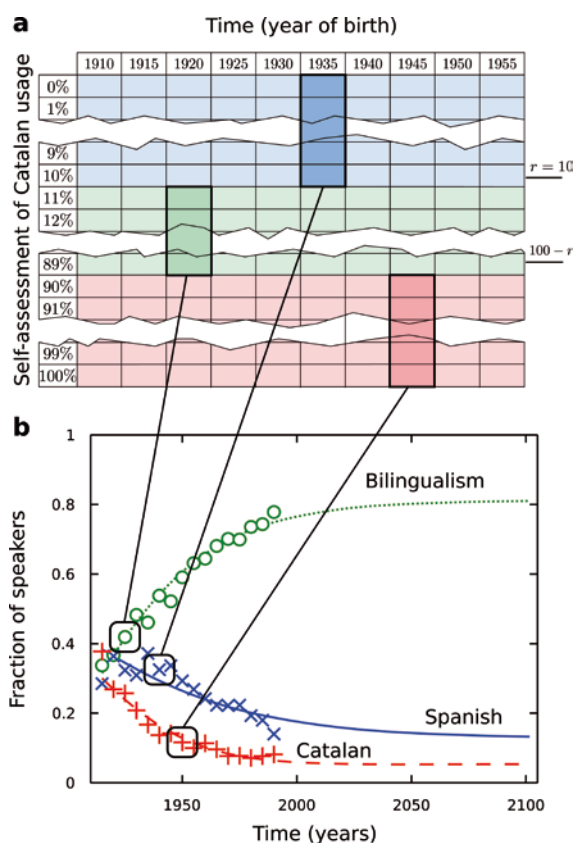 a
Time (year of birth)
1910 1915 1920 1925 1930 1935 1940 1945 1950 1955
Self-assessment of Catalan usage
0%
1%
9%
10%
r = 10
11%
12%
89%
100 − r
90%
91%
99%
100%
b
1
0.8
0.6
0.4
0.2
0
Fraction of speakers
Bilingualism
Spanish
Catalan
1950 2000 2050 2100
Time (years)